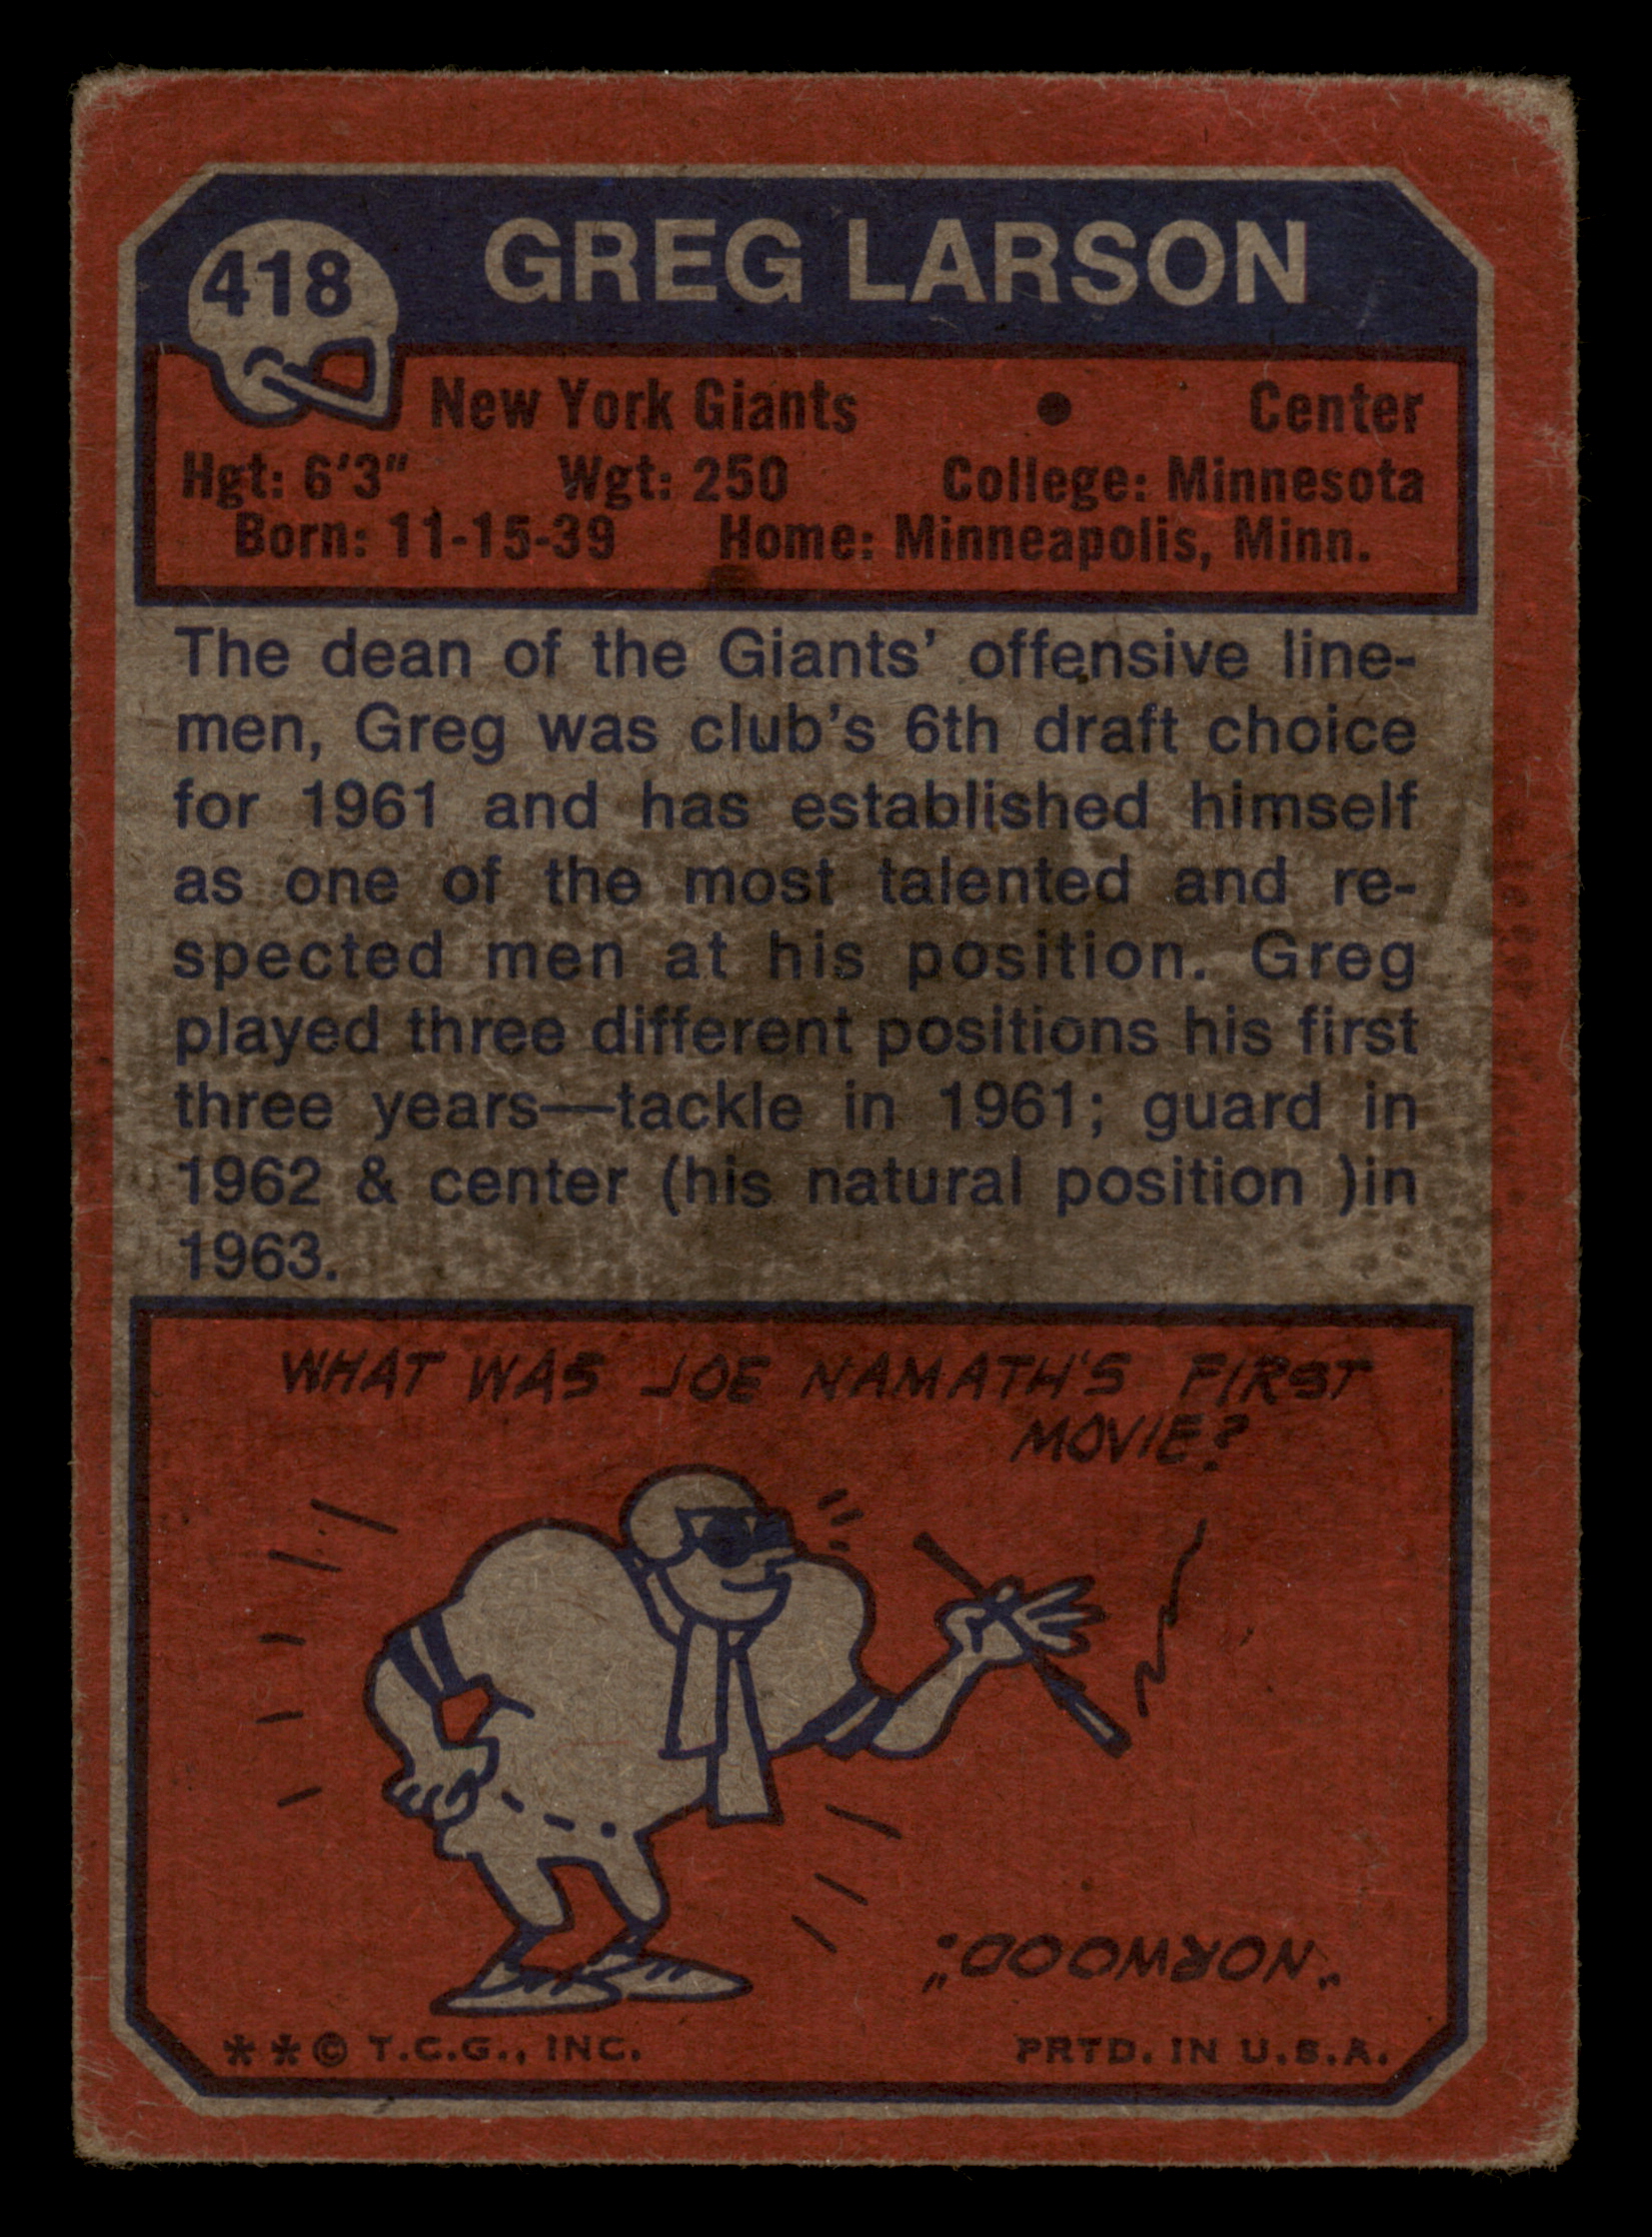 418
GREG LARSON
New York Giants • Center
Hgt: 6'3" Wgt: 250 College: Minnesota
Born: 11-15-39 Home: Minneapolis, Minn.
The dean of the Giants' offensive line-
men, Greg was club's 6th draft choice
for 1961 and has established himself
as one of the most talented and re-
spected men at his position. Greg
played three different positions his first
three years—tackle in 1961; guard in
1962 & center (his natural position )in
1963.
WHAT WAS JOE NAMATH'S FIRST
MOVIE?
"NORWOOD."
**© T.C.G., INC. PRTD. IN U.S.A.